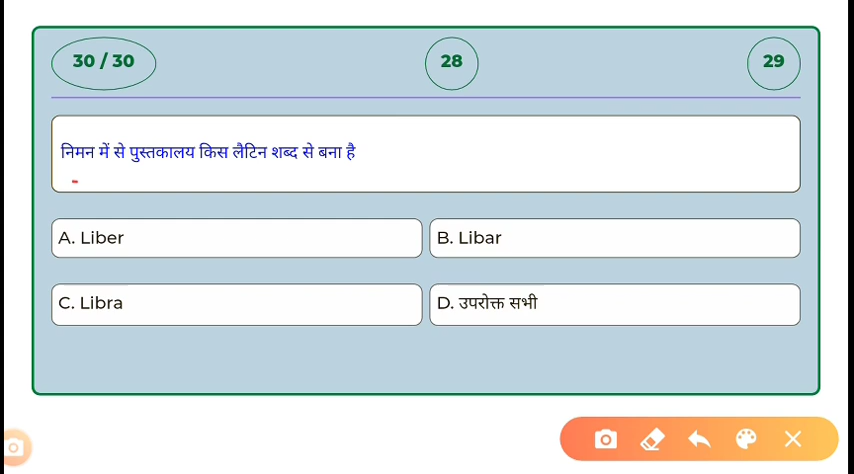 30 / 30
28
29
निमन में से पुस्तकालय किस लैटिन शब्द से बना है
A. Liber
B. Libar
C. Libra
D. उपरोक्त सभी